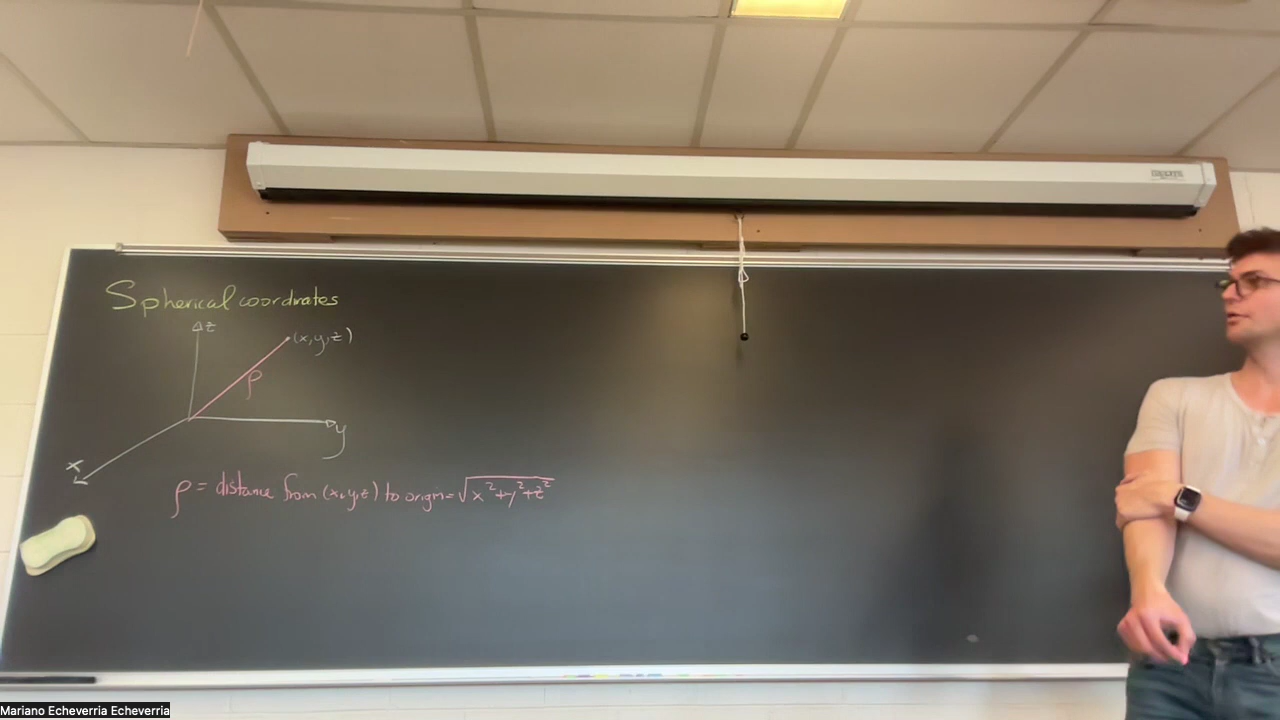 Spherical coordinates
z
(x,y,z)
ρ
y
x
ρ = distance from (x,y,z) to origin = √x²+y²+z²
Mariano Echeverria Echeverria